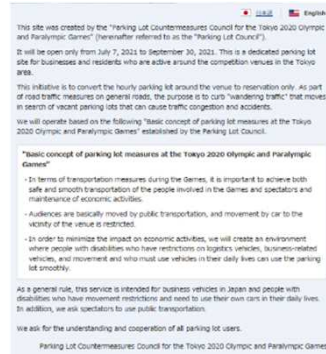 日本語 English
This site was created by the "Parking Lot Countermeasures Council for the Tokyo 2020 Olympic
and Paralympic Games" (hereinafter referred to as the "Parking Lot Council").
It will be open only from July 7, 2021 to September 30, 2021. This is a dedicated parking lot
site for businesses and residents who are active around the competition venues in the Tokyo
area.
This initiative is to convert the hourly parking lot around the venue to reservation only. As part
of road traffic measures on general roads, the purpose is to curb "wandering traffic" that moves
in search of vacant parking lots that can cause traffic congestion and accidents.
We will operate based on the following "Basic concept of parking lot measures at the Tokyo
2020 Olympic and Paralympic Games" established by the Parking Lot Council.
"Basic concept of parking lot measures at the Tokyo 2020 Olympic and Paralympic
Games"
- In terms of transportation measures during the Games, it is important to achieve both
safe and smooth transportation of the people involved in the Games and spectators and
maintenance of economic activities.
- Audiences are basically moved by public transportation, and movement by car to the
vicinity of the venue is restricted.
- In order to minimize the impact on economic activities, we will create an environment
where people with disabilities who have restrictions on logistics vehicles, business-related
vehicles, and movement and who must use vehicles in their daily lives can use the parking
lot smoothly.
As a general rule, this service is intended for business vehicles in Japan and people with
disabilities who have movement restrictions and need to use their own cars in their daily lives.
In addition, we ask spectators to use public transportation.
We ask for the understanding and cooperation of all parking lot users.
Parking Lot Countermeasures Council for the Tokyo 2020 Olympic and Paralympic Games